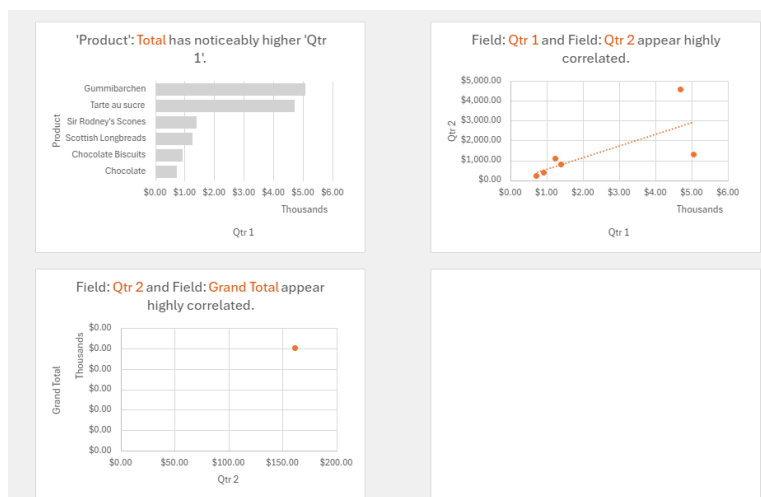 'Product': Total has noticeably higher 'Qtr
1'.
Product
Gummibarchen
Tarte au sucre
Sir Rodney's Scones
Scottish Longbreads
Chocolate Biscuits
Chocolate
$0.00 $1.00 $2.00 $3.00 $4.00 $5.00 $6.00
Thousands
Qtr 1
Field: Qtr 1 and Field: Qtr 2 appear highly
correlated.
Qtr 2
$5,000.00
$4,000.00
$3,000.00
$2,000.00
$1,000.00
$0.00
$0.00 $1.00 $2.00 $3.00 $4.00 $5.00 $6.00
Thousands
Qtr 1
Field: Qtr 2 and Field: Grand Total appear
highly correlated.
Grand Total
Thousands
$0.00
$0.00
$0.00
$0.00
$0.00
$0.00
$0.00
$0.00 $50.00 $100.00 $150.00 $200.00
Qtr 2